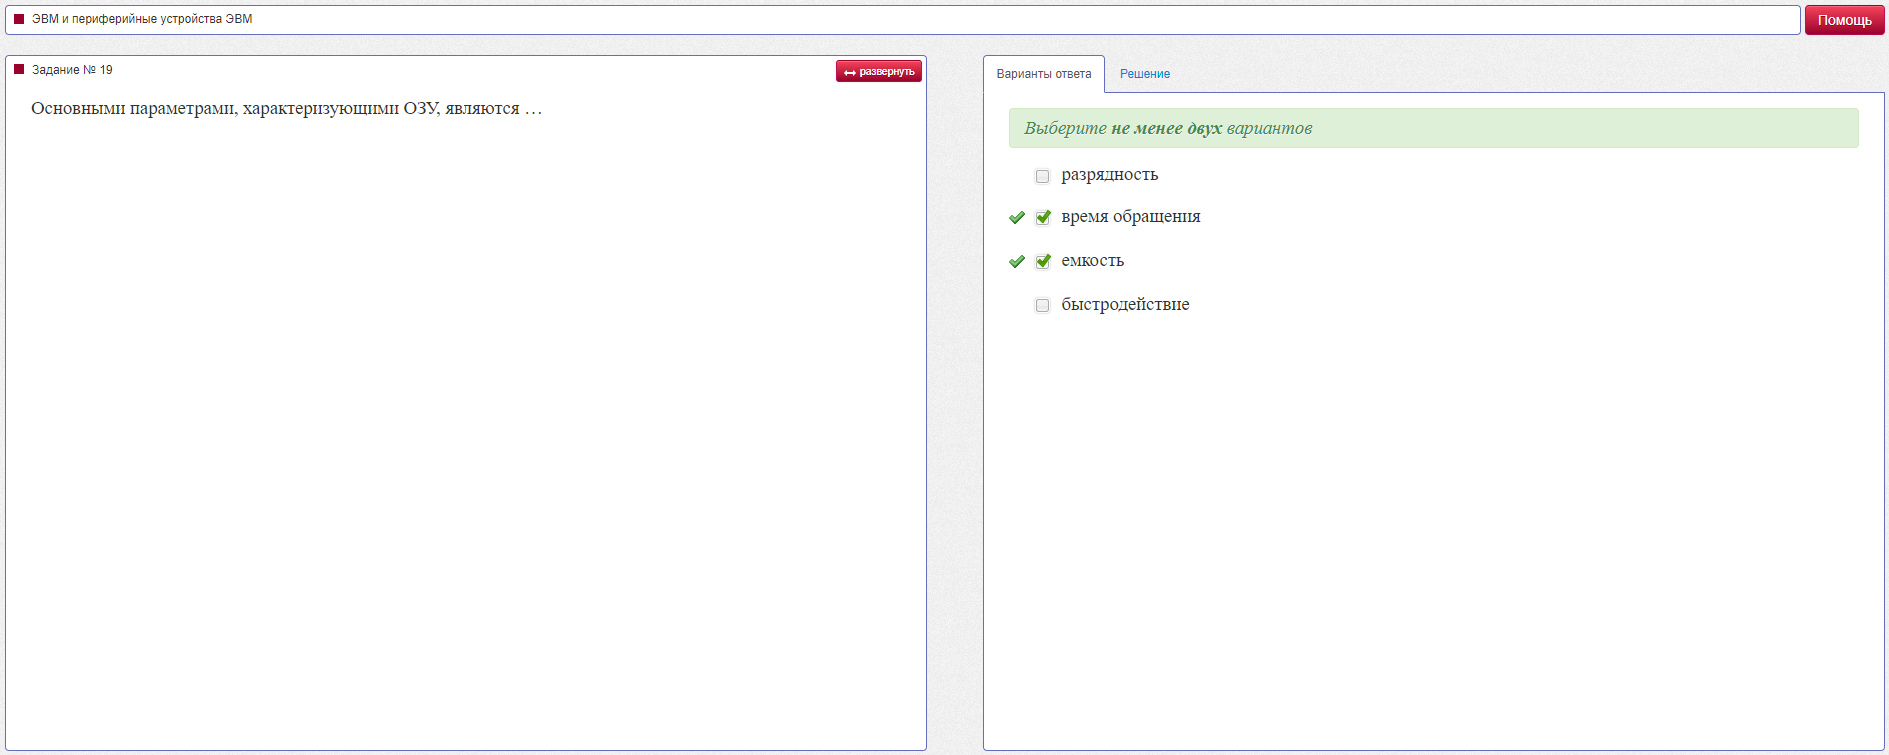 ЭВМ и периферийные устройства ЭВМ
Помощь
Задание № 19
развернуть
Основными параметрами, характеризующими ОЗУ, являются …
Варианты ответа
Решение
Выберите не менее двух вариантов
разрядность
время обращения
емкость
быстродействие